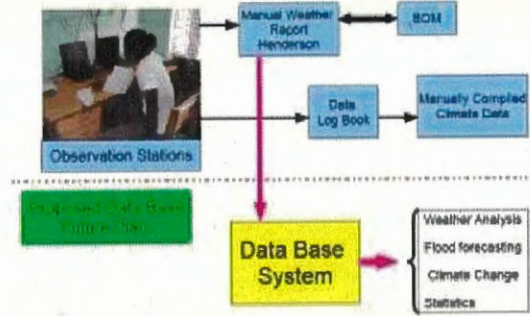 Manual Weather
Raport
Henderson
BOM
Data
Log Book
Manually Compiled
Climate Data
Observation Stations
Data Base
System
Weather Analysis
Flood forecasting
Climate Change
Statistics